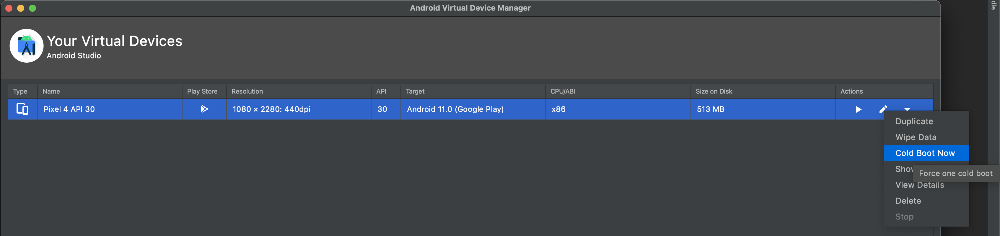 Android Virtual Device Manager
dle
Your Virtual Devices
Android Studio
Type Name Play Store Resolution API Target CPU/ABI Size on Disk Actions
Pixel 4 API 30 1080 × 2280: 440dpi 30 Android 11.0 (Google Play) x86 513 MB
Duplicate
Wipe Data
Cold Boot Now
Show
Force one cold boot
View Details
Delete
Stop